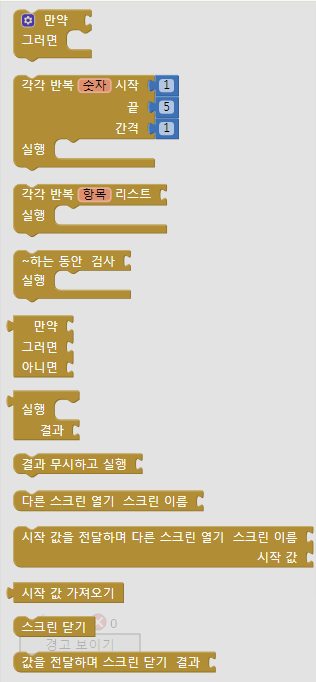 만약
그러면
각각 반복 숫자 시작 1
끝 5
간격 1
실행
각각 반복 항목 리스트
실행
~하는 동안 검사
실행
만약
그러면
아니면
실행
결과
결과 무시하고 실행
다른 스크린 열기 스크린 이름
시작 값을 전달하며 다른 스크린 열기 스크린 이름
시작 값
시작 값 가져오기
스크린 닫기 0
경고 보이기
값을 전달하며 스크린 닫기 결과